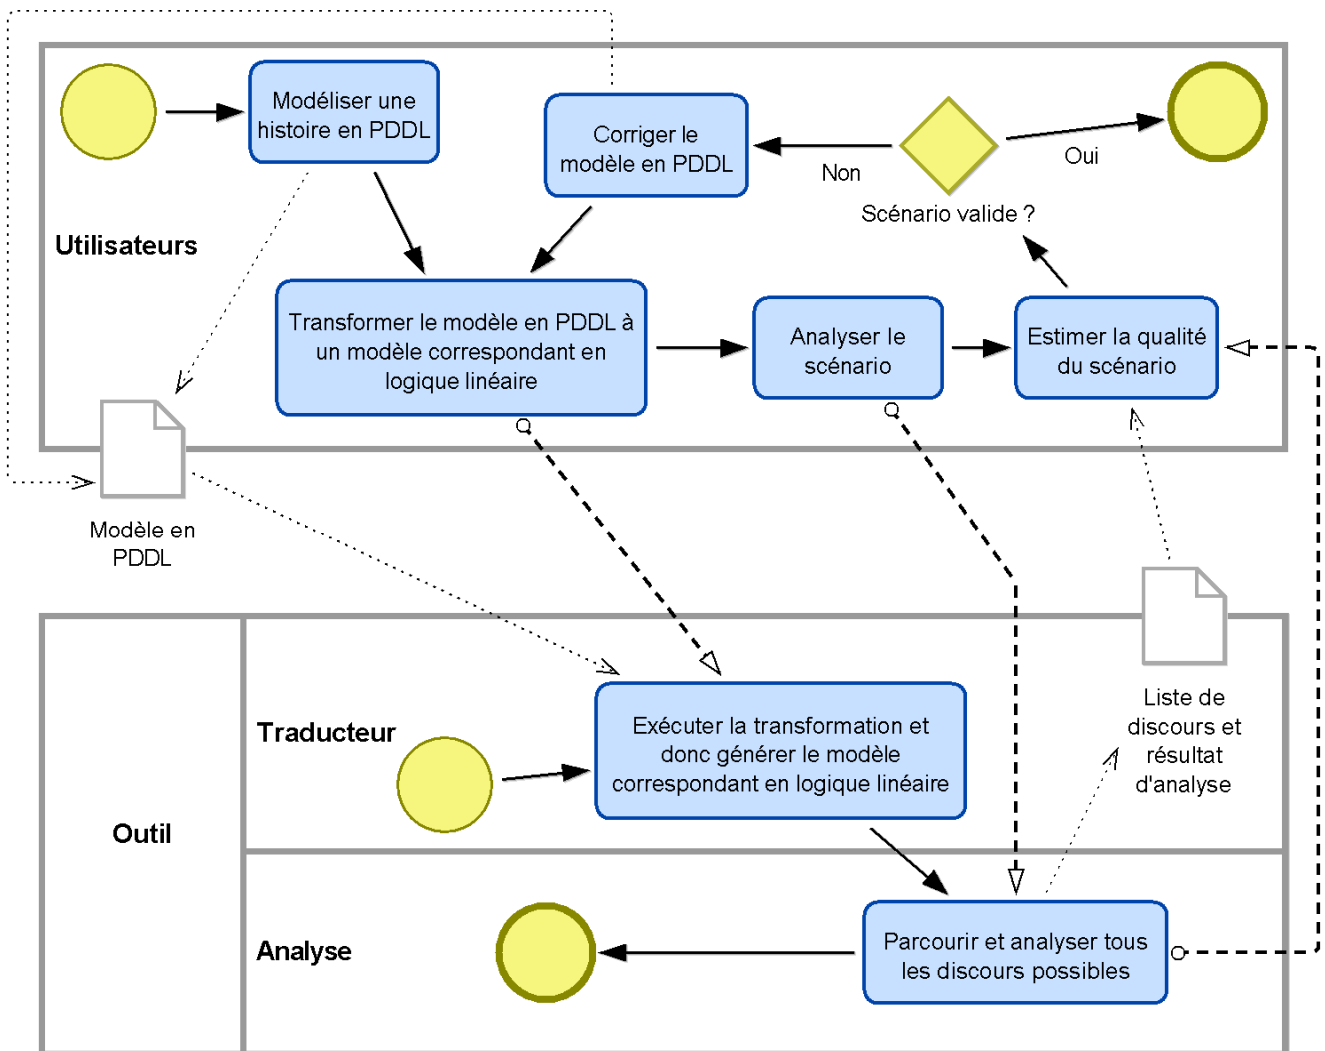 Modéliser une
histoire en PDDL
Corriger le
modèle en PDDL
Non
Oui
Scénario valide ?
Utilisateurs
Transformer le modèle en PDDL à
un modèle correspondant en
logique linéaire
Analyser le
scénario
Estimer la qualité
du scénario
Modèle en
PDDL
Liste de
discours et
résultat
d'analyse
Outil
Traducteur
Exécuter la transformation et
donc générer le modèle
correspondant en logique linéaire
Analyse
Parcourir et analyser tous
les discours possibles